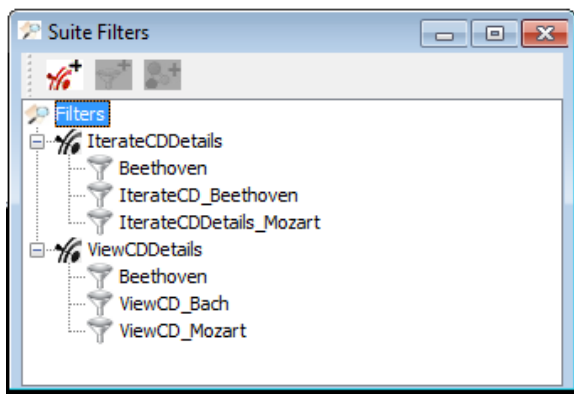 Suite Filters
Filters
IterateCDDetails
Beethoven
IterateCD_Beethoven
IterateCDDetails_Mozart
ViewCDDetails
Beethoven
ViewCD_Bach
ViewCD_Mozart